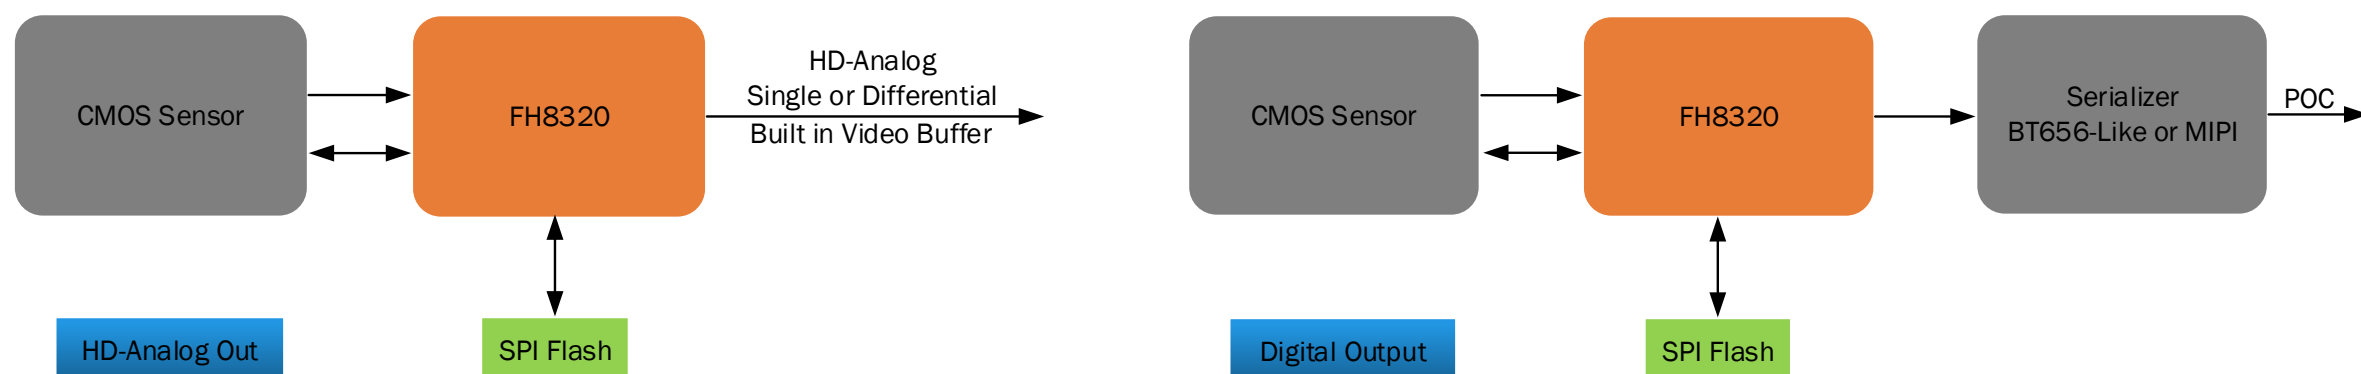 CMOS Sensor
FH8320
HD-Analog
Single or Differential
Built in Video Buffer
HD-Analog Out
SPI Flash
CMOS Sensor
FH8320
Serializer
BT656-Like or MIPI
POC
Digital Output
SPI Flash